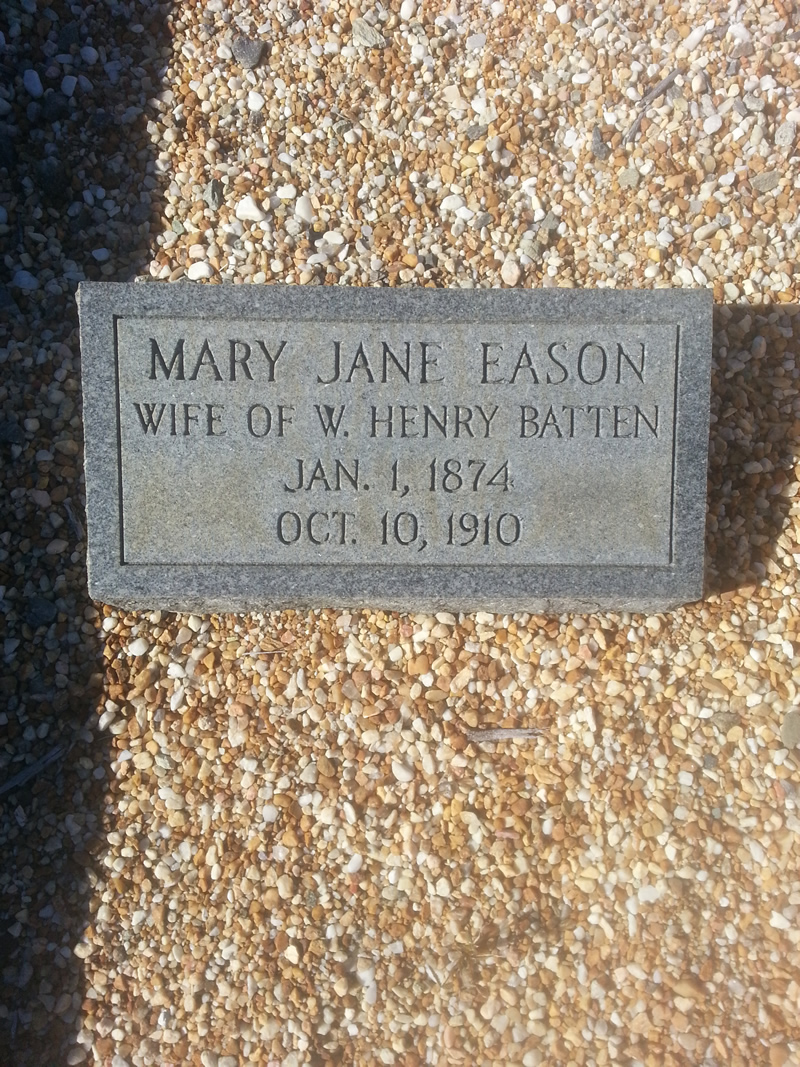 MARY JANE EASON
WIFE OF W. HENRY BATTEN
JAN. 1, 1874
OCT. 10, 1910